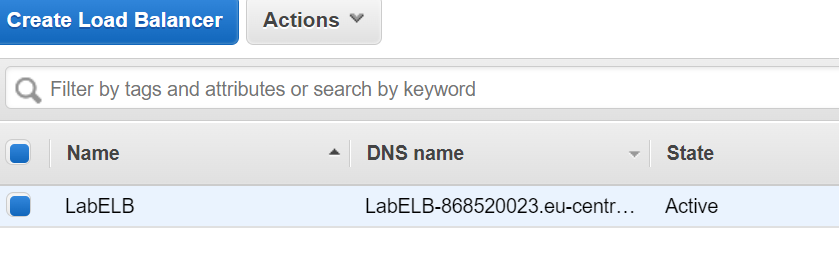 Create Load Balancer Actions
Filter by tags and attributes or search by keyword
Name DNS name State
LabELB LabELB-868520023.eu-centr... Active